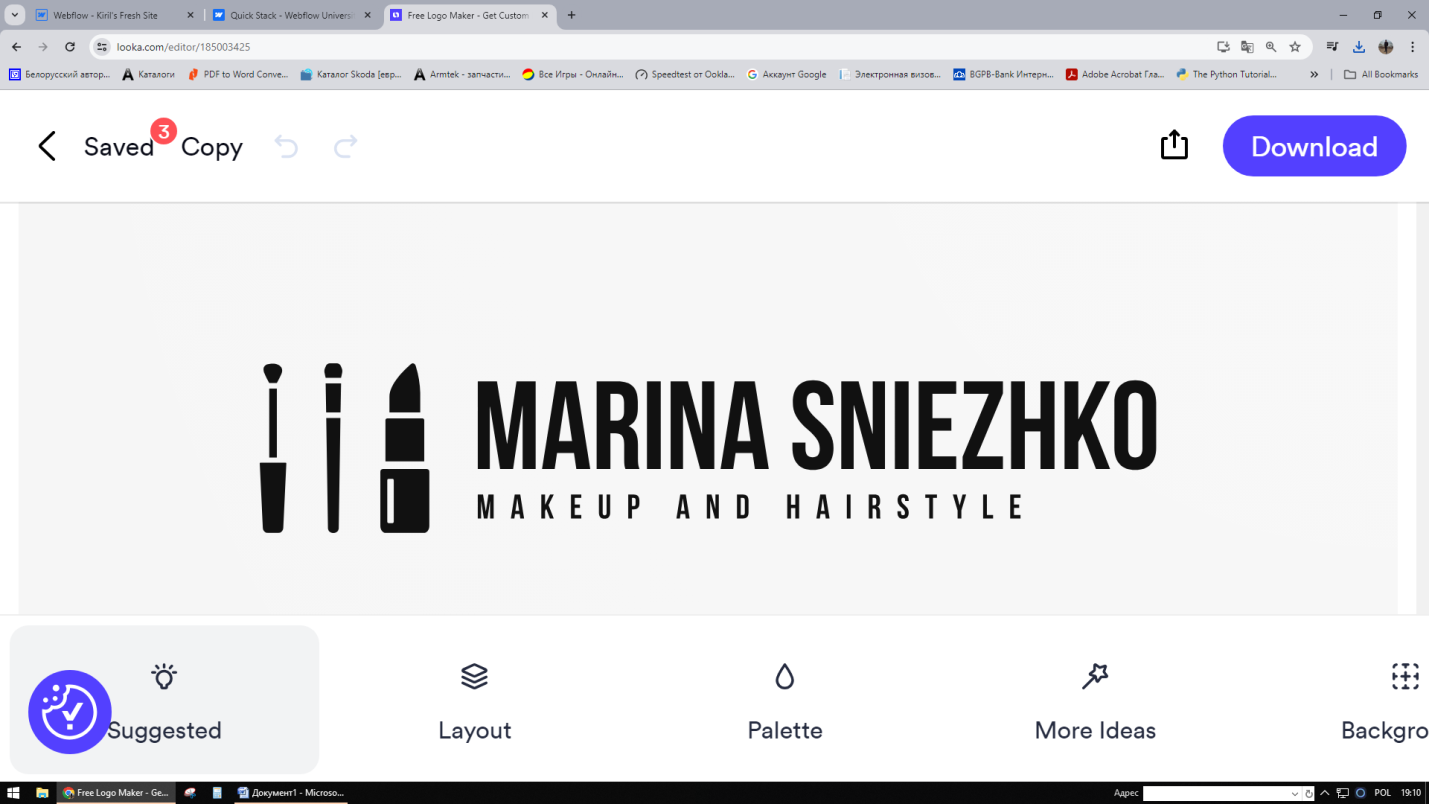 Webflow - Kiril's Fresh Site
Quick Stack - Webflow Universi
Free Logo Maker - Get Custom
looka.com/editor/185003425
Белорусский автор...
Каталоги
PDF to Word Conve...
Каталог Skoda [евр...
Armtek - запчасти...
Все Игры - Онлайн...
Speedtest от Ookla...
Аккаунт Google
Электронная визов...
BGPB-Bank Интерн...
Adobe Acrobat Гла...
The Python Tutorial...
All Bookmarks
Saved
3
Copy
Download
MARINA SNIEZHKO
MAKEUP AND HAIRSTYLE
Suggested
Layout
Palette
More Ideas
Backgro
Free Logo Maker - Ge...
Документ1 - Microso...
Адрес
POL
19:10